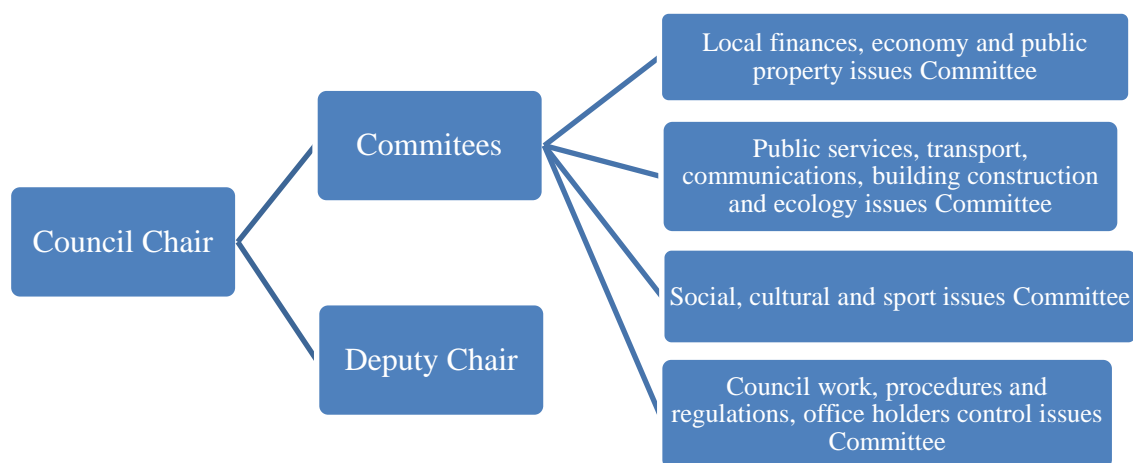 Council Chair
Commitees
Deputy Chair
Local finances, economy and public
property issues Committee
Public services, transport,
communications, building construction
and ecology issues Committee
Social, cultural and sport issues Committee
Council work, procedures and
regulations, office holders control issues
Committee